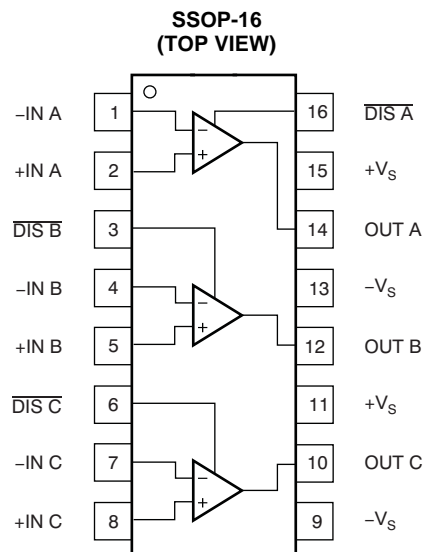 SSOP-16
(TOP VIEW)
−IN A 1 16 DIS A
− +
+IN A 2 15 +VS
DIS B 3 14 OUT A
−IN B 4 13 −VS
− +
+IN B 5 12 OUT B
DIS C 6 11 +VS
−IN C 7 10 OUT C
− +
+IN C 8 9 −VS